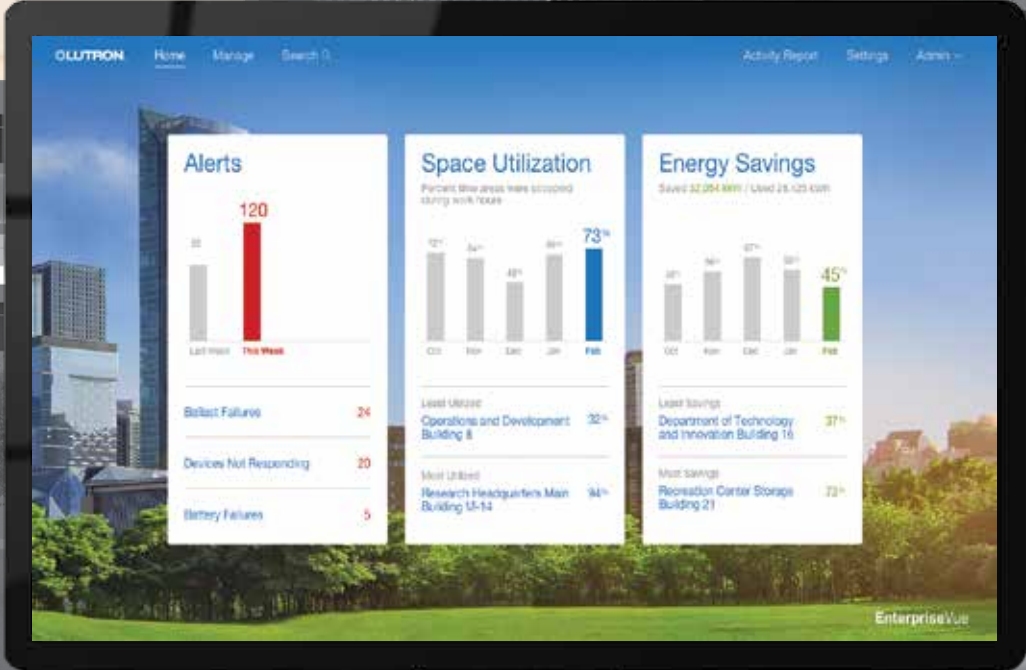 LUTRON
Home Manage Search
Activity Report Settings Admin
Alerts
120
Last Week This Week
Ballast Failures 24
Devices Not Responding 20
Battery Failures 5
Space Utilization
Percent time areas were occupied
during work hours
73%
Oct Nov Dec Jan Feb
Least Utilized
Operations and Development 32%
Building 8
Most Utilized
Research Headquarters Main 94%
Building
Energy Savings
Saved / Used
45%
Oct Nov Dec Jan Feb
Least Savings
Department of Technology 37%
and Innovation Building 16
Most Savings
Recreation Center Storage
Building 21
EnterpriseVue